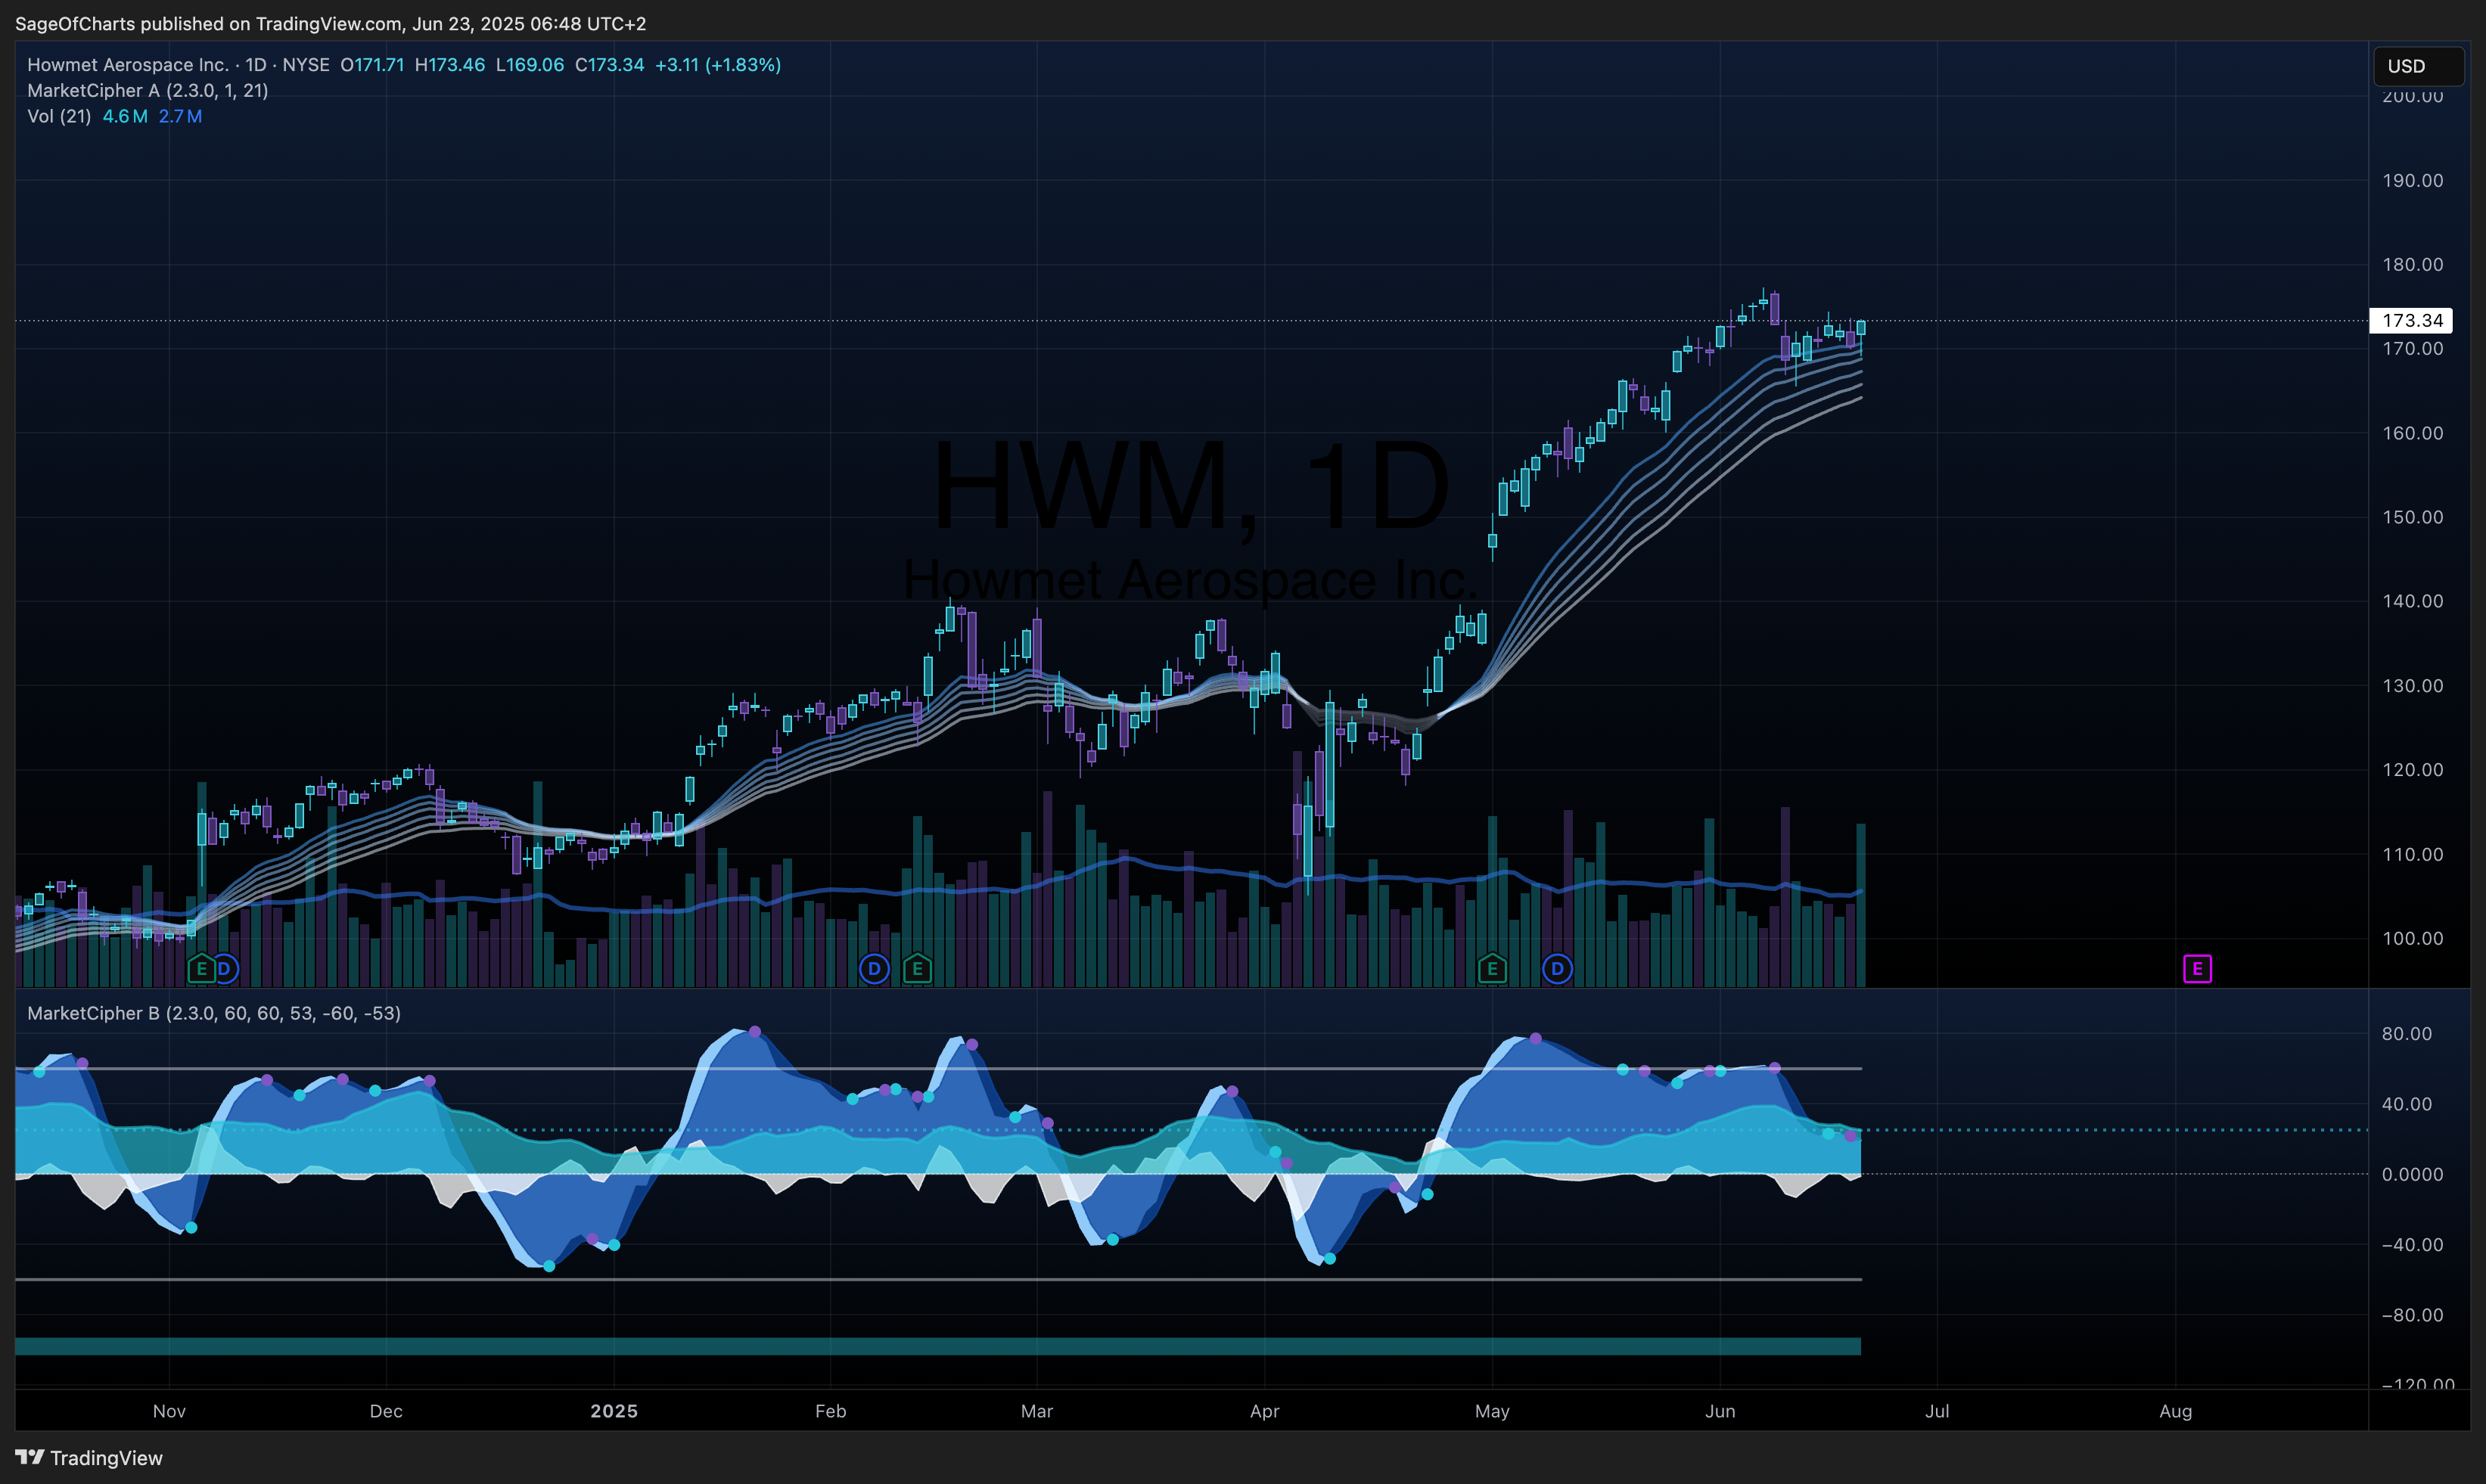 SageOfCharts published on TradingView.com, Jun 23, 2025 06:48 UTC+2
Howmet Aerospace Inc. · 1D · NYSE O171.71 H173.46 L169.06 C173.34 +3.11 (+1.83%)
MarketCipher A (2.3.0, 1, 21)
Vol (21) 4.6M 2.7M
USD
200.00
190.00
180.00
173.34
170.00
160.00
150.00
140.00
130.00
120.00
110.00
100.00
HWM, 1D
Howmet Aerospace Inc.
E D D E E D E
MarketCipher B (2.3.0, 60, 60, 53, -60, -53)
80.00
40.00
0.0000
−40.00
−80.00
−120.00
Nov Dec 2025 Feb Mar Apr May Jun Jul Aug
TradingView